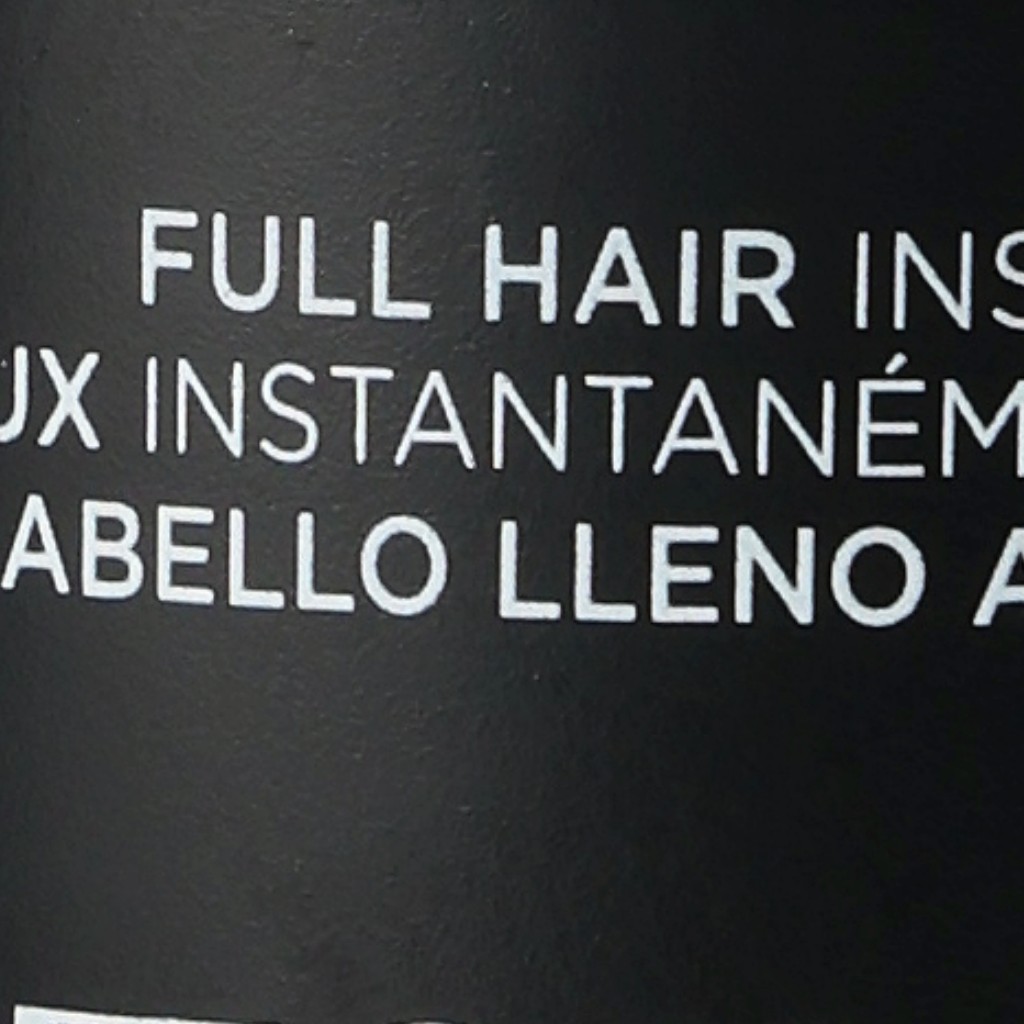 FULL HAIR INS
UX INSTANTANÉM
ABELLO LLENO A